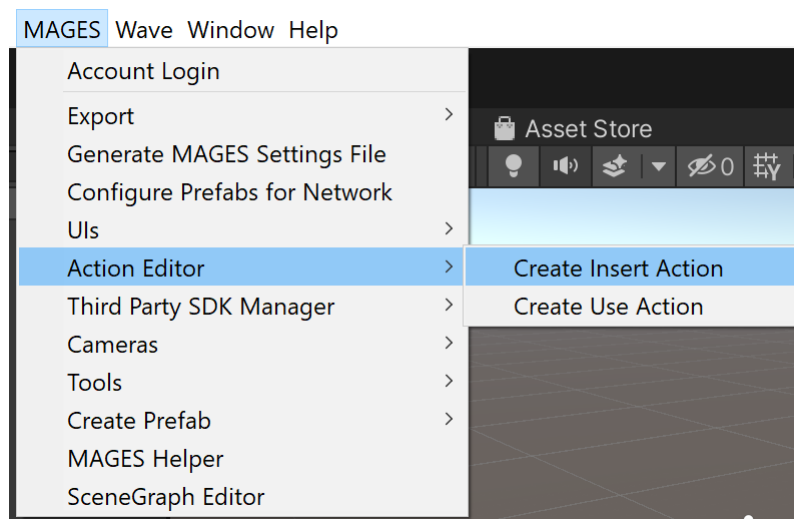 MAGES Wave Window Help
Account Login
Export
Asset Store
Generate MAGES Settings File
0
Configure Prefabs for Network
UIs
Action Editor
Create Insert Action
Third Party SDK Manager
Create Use Action
Cameras
Tools
Create Prefab
MAGES Helper
SceneGraph Editor